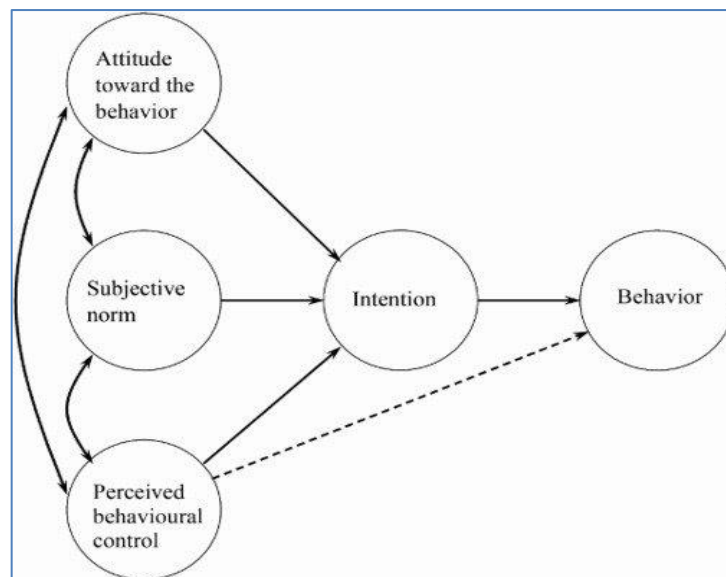 Attitude
toward the
behavior
Subjective
norm
Intention
Behavior
Perceived
behavioural
control